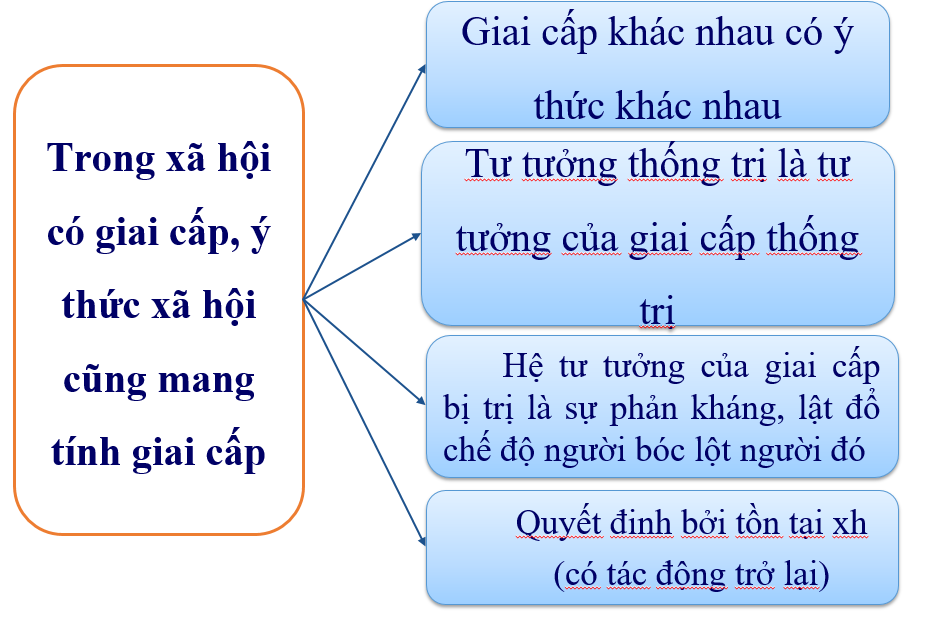 Trong xã hội
có giai cấp, ý
thức xã hội
cũng mang
tính giai cấp
Giai cấp khác nhau có ý
thức khác nhau
Tư tưởng thống trị là tư
tưởng của giai cấp thống
trị
Hệ tư tưởng của giai cấp
bị trị là sự phản kháng, lật đổ
chế độ người bóc lột người đó
Quyết đinh bởi tồn tại xh
(có tác động trở lại)